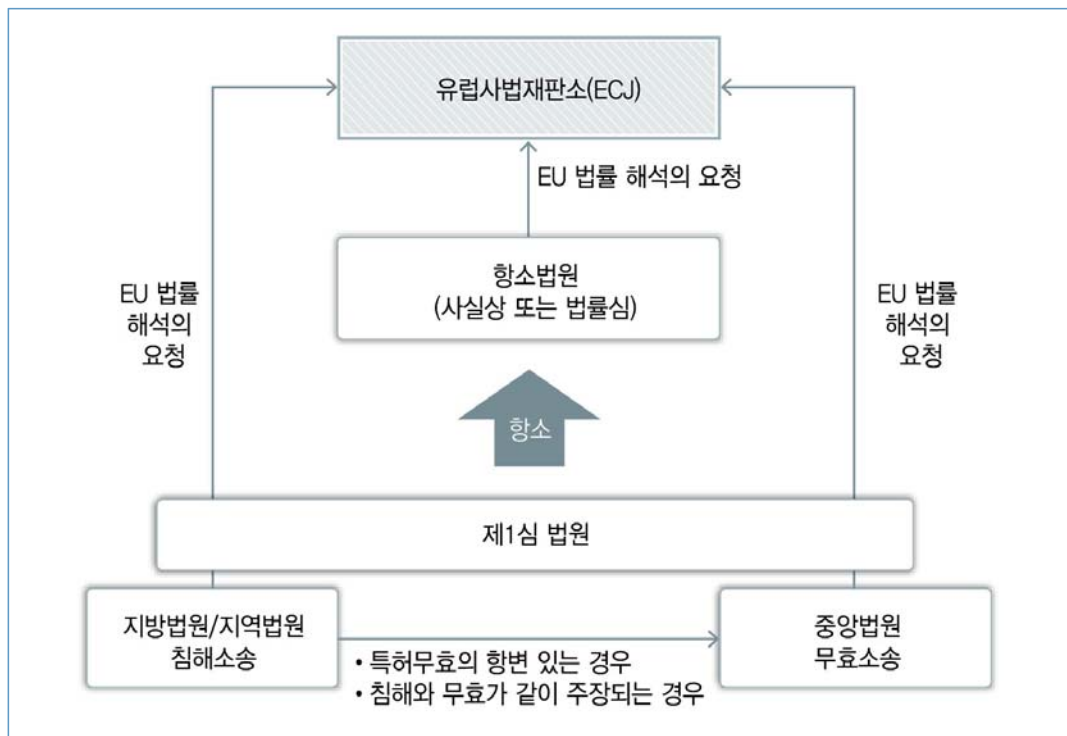 유럽사법재판소(ECJ)
EU 법률 해석의 요청
항소법원
(사실상 또는 법률심)
EU 법률
해석의
요청
EU 법률
해석의
요청
항소
제1심 법원
지방법원/지역법원
침해소송
중앙법원
무효소송
• 특허무효의 항변 있는 경우
• 침해와 무효가 같이 주장되는 경우